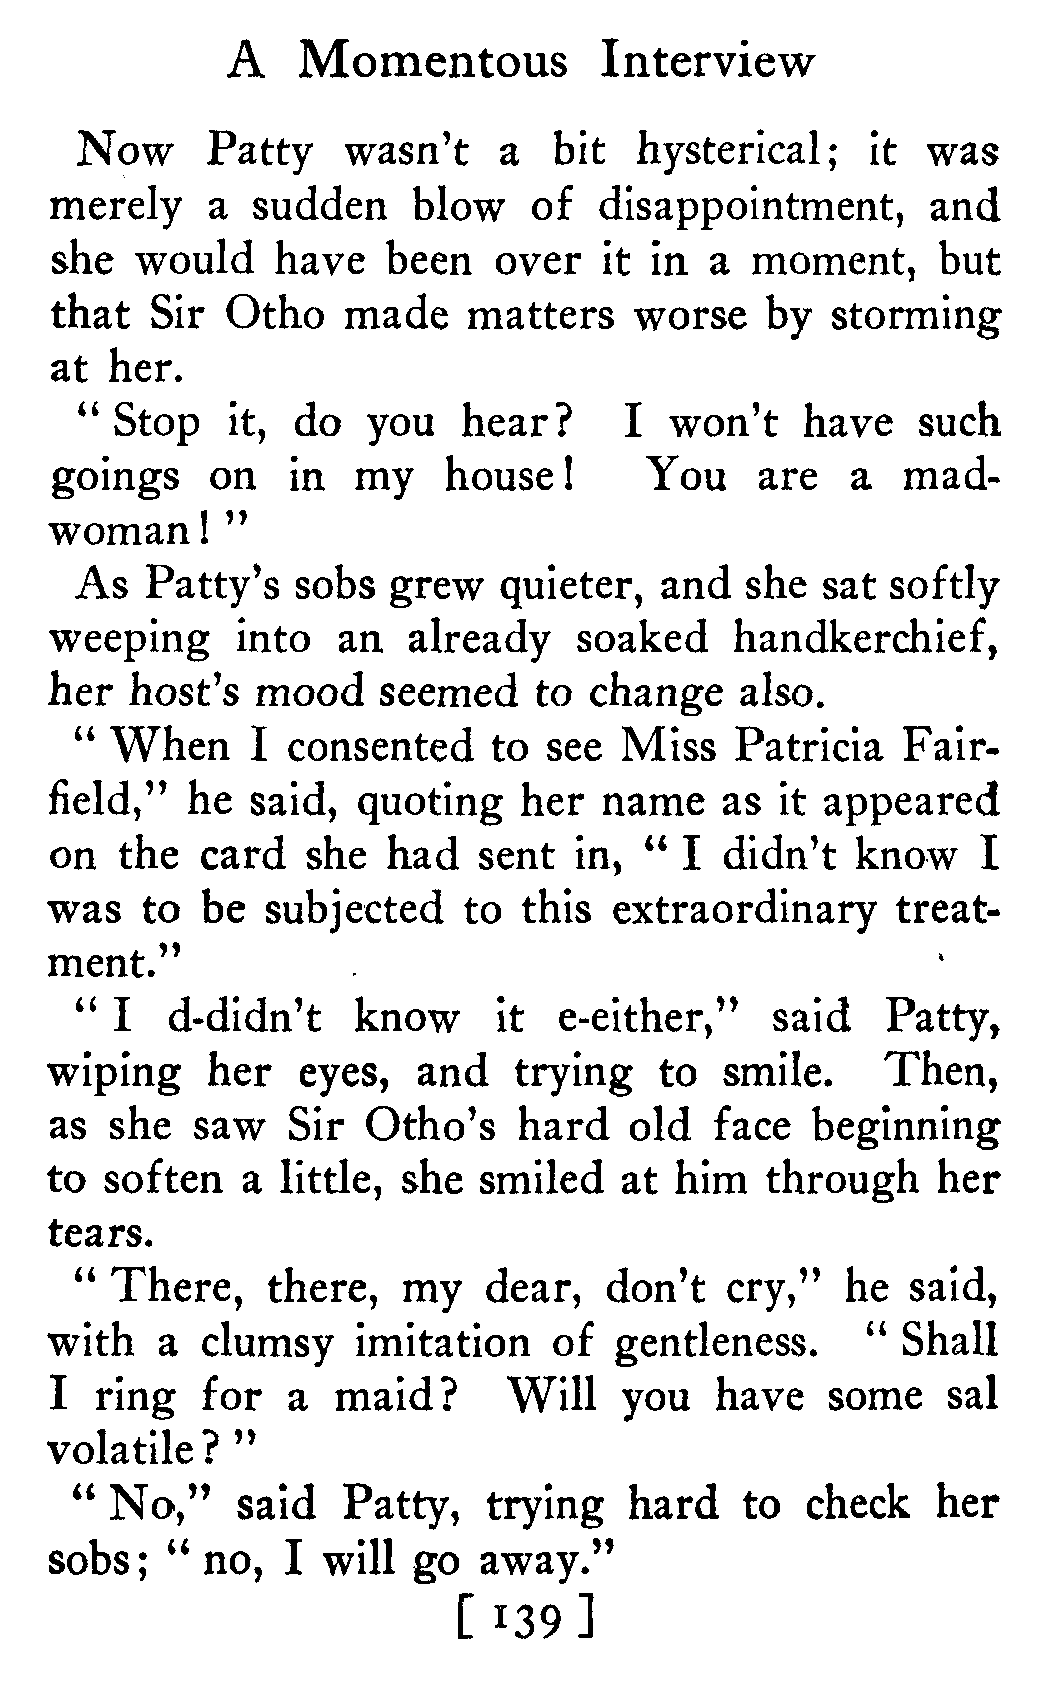 A Momentous Interview
Now Patty wasn't a bit hysterical; it was
merely a sudden blow of disappointment, and
she would have been over it in a moment, but
that Sir Otho made matters worse by storming
at her.
“ Stop it, do you hear? I won't have such
goings on in my house! You are a mad-
woman! ”
As Patty's sobs grew quieter, and she sat softly
weeping into an already soaked handkerchief,
her host's mood seemed to change also.
“ When I consented to see Miss Patricia Fair-
field,” he said, quoting her name as it appeared
on the card she had sent in, “ I didn't know I
was to be subjected to this extraordinary treat-
ment.”
“ I d-didn't know it e-either,” said Patty,
wiping her eyes, and trying to smile. Then,
as she saw Sir Otho's hard old face beginning
to soften a little, she smiled at him through her
tears.
“ There, there, my dear, don't cry,” he said,
with a clumsy imitation of gentleness. “ Shall
I ring for a maid? Will you have some sal
volatile? ”
“ No,” said Patty, trying hard to check her
sobs; “ no, I will go away.”
[ 139 ]